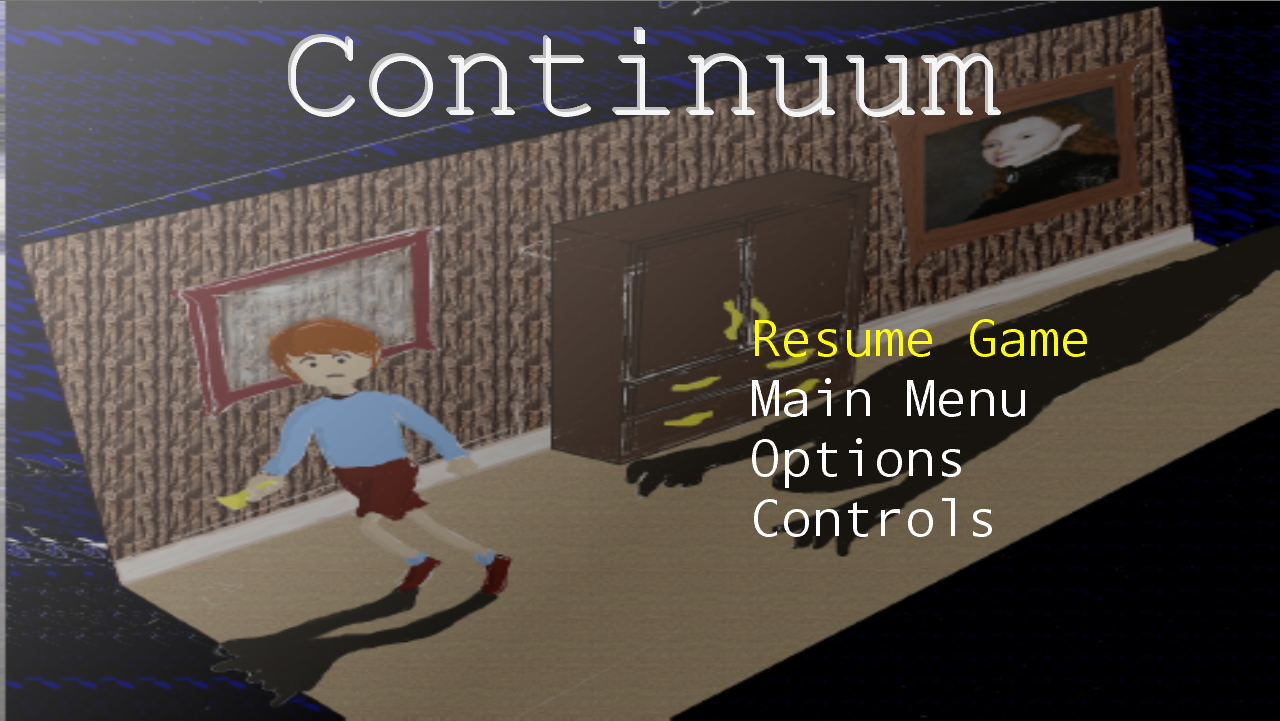 Continuum
Resume Game
Main Menu
Options
Controls